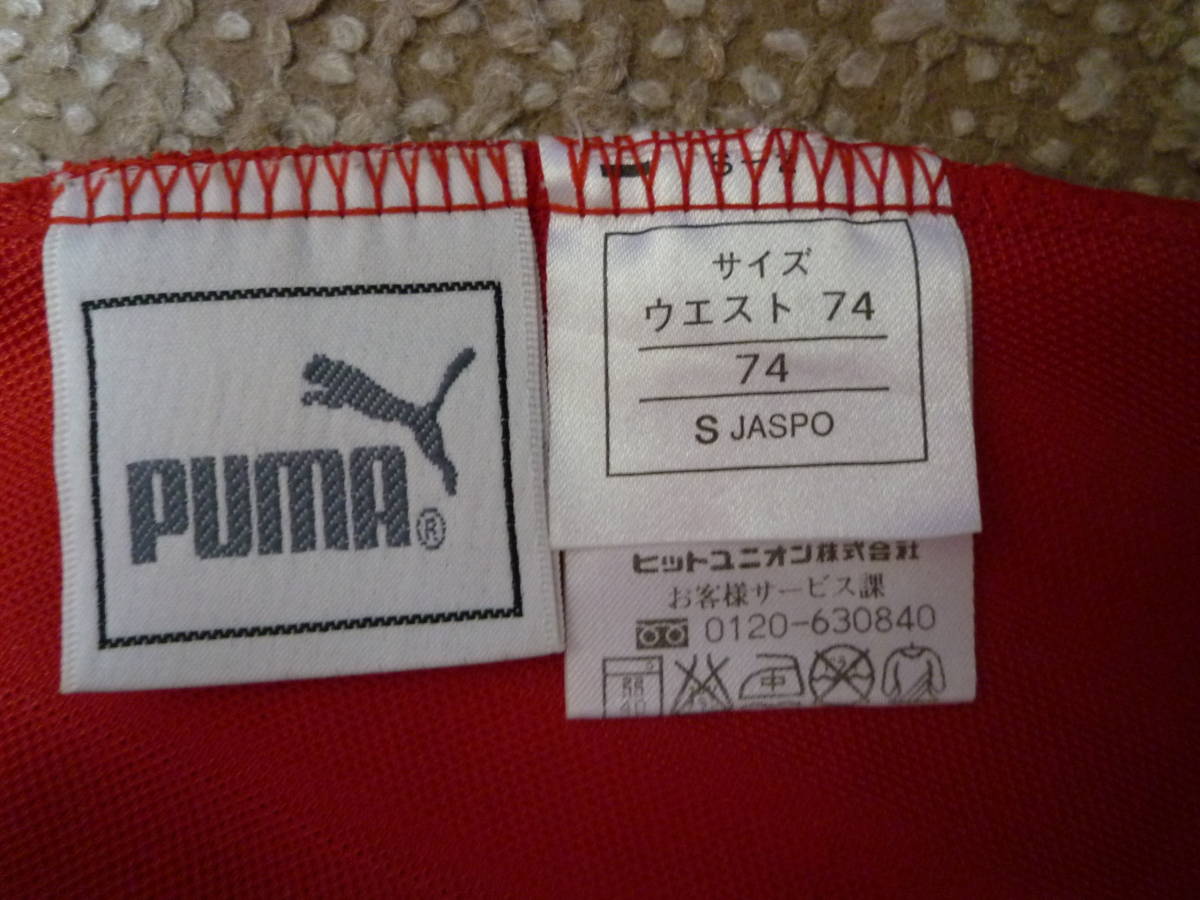 PUMA®
サイズ
ウエスト 74
74
S JASPO
ヒットユニオン株式会社
お客様サービス課
0120-630840
中